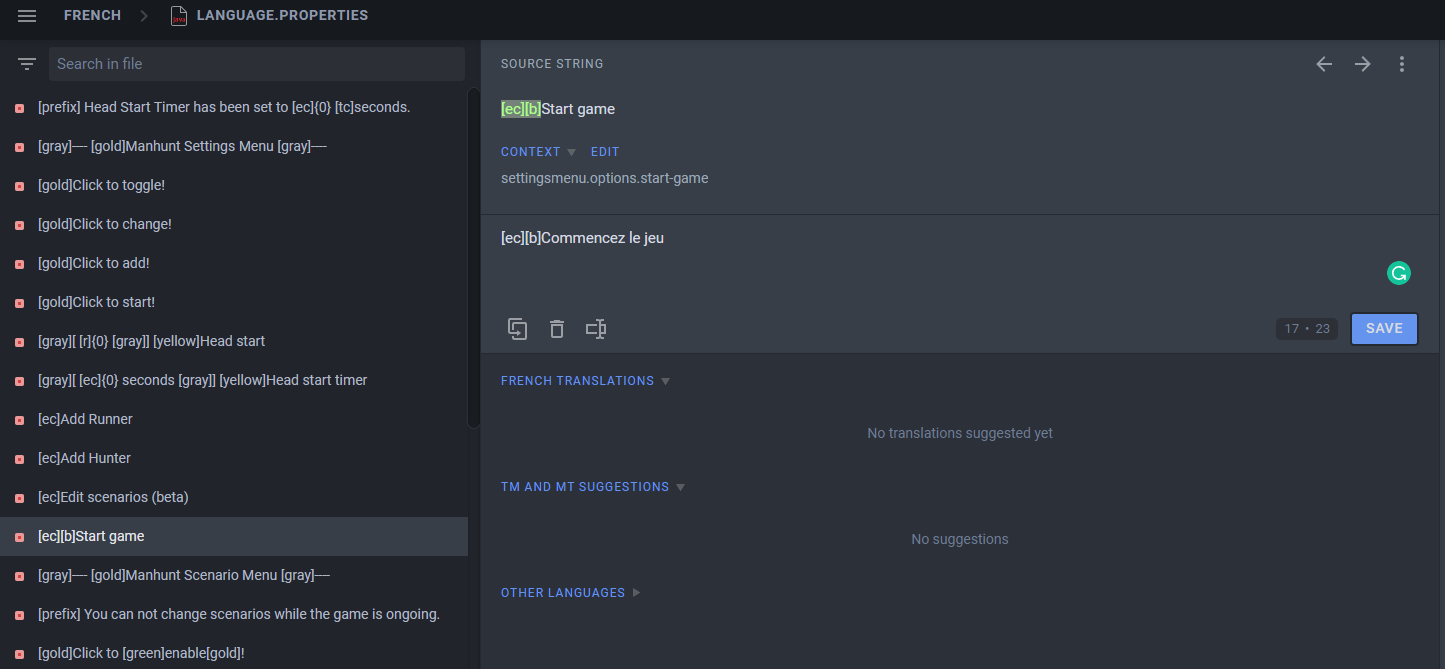 FRENCH
LANGUAGE.PROPERTIES
Search in file
[prefix] Head Start Timer has been set to [ec]{0} [tc]seconds.
[gray]---- [gold]Manhunt Settings Menu [gray]----
[gold]Click to toggle!
[gold]Click to change!
[gold]Click to add!
[gold]Click to start!
[gray][ [r]{0} [gray]] [yellow]Head start
[gray][ [ec]{0} seconds [gray]] [yellow]Head start timer
[ec]Add Runner
[ec]Add Hunter
[ec]Edit scenarios (beta)
[ec][b]Start game
[gray]---- [gold]Manhunt Scenario Menu [gray]----
[prefix] You can not change scenarios while the game is ongoing.
[gold]Click to [green]enable[gold]!
SOURCE STRING
[ec][b]Start game
CONTEXT EDIT
settingsmenu.options.start-game
[ec][b]Commencez le jeu
17 • 23 SAVE
FRENCH TRANSLATIONS
No translations suggested yet
TM AND MT SUGGESTIONS
No suggestions
OTHER LANGUAGES